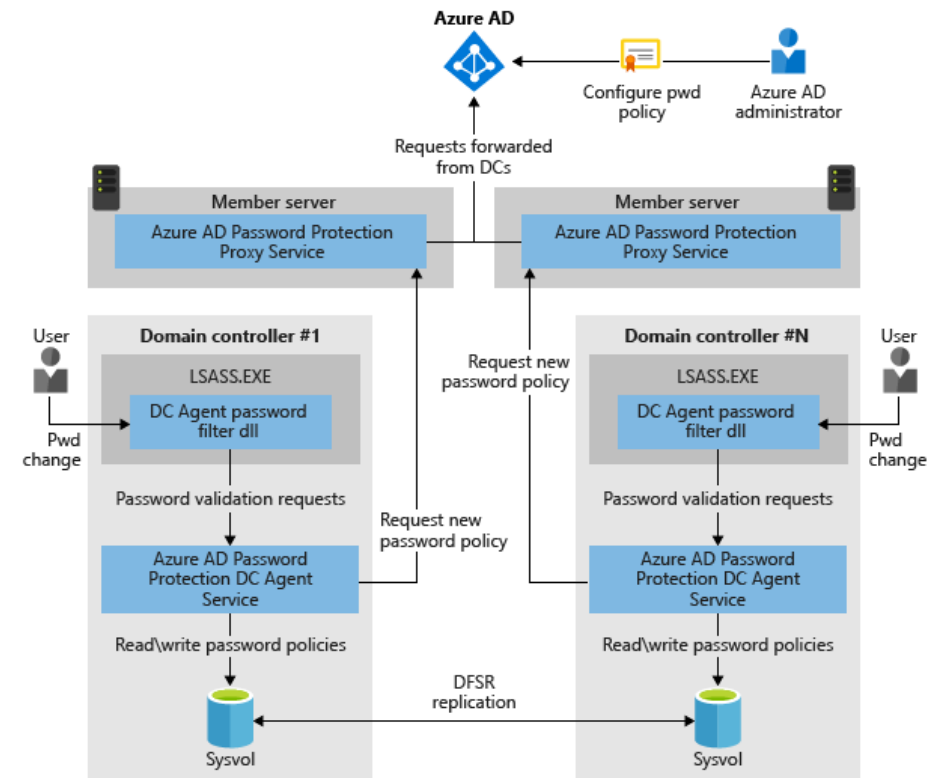 Azure AD
Configure pwd
policy
Azure AD
administrator
Requests forwarded
from DCs
Member server
Azure AD Password Protection
Proxy Service
Member server
Azure AD Password Protection
Proxy Service
User
Pwd
change
Domain controller #1
LSASS.EXE
DC Agent password
filter dll
Password validation requests
Azure AD Password
Protection DC Agent
Service
Read\write password policies
Sysvol
Request new
password policy
Request new
password policy
DFSR
replication
Domain controller #N
LSASS.EXE
DC Agent password
filter dll
Password validation requests
Azure AD Password
Protection DC Agent
Service
Read\write password policies
Sysvol
User
Pwd
change